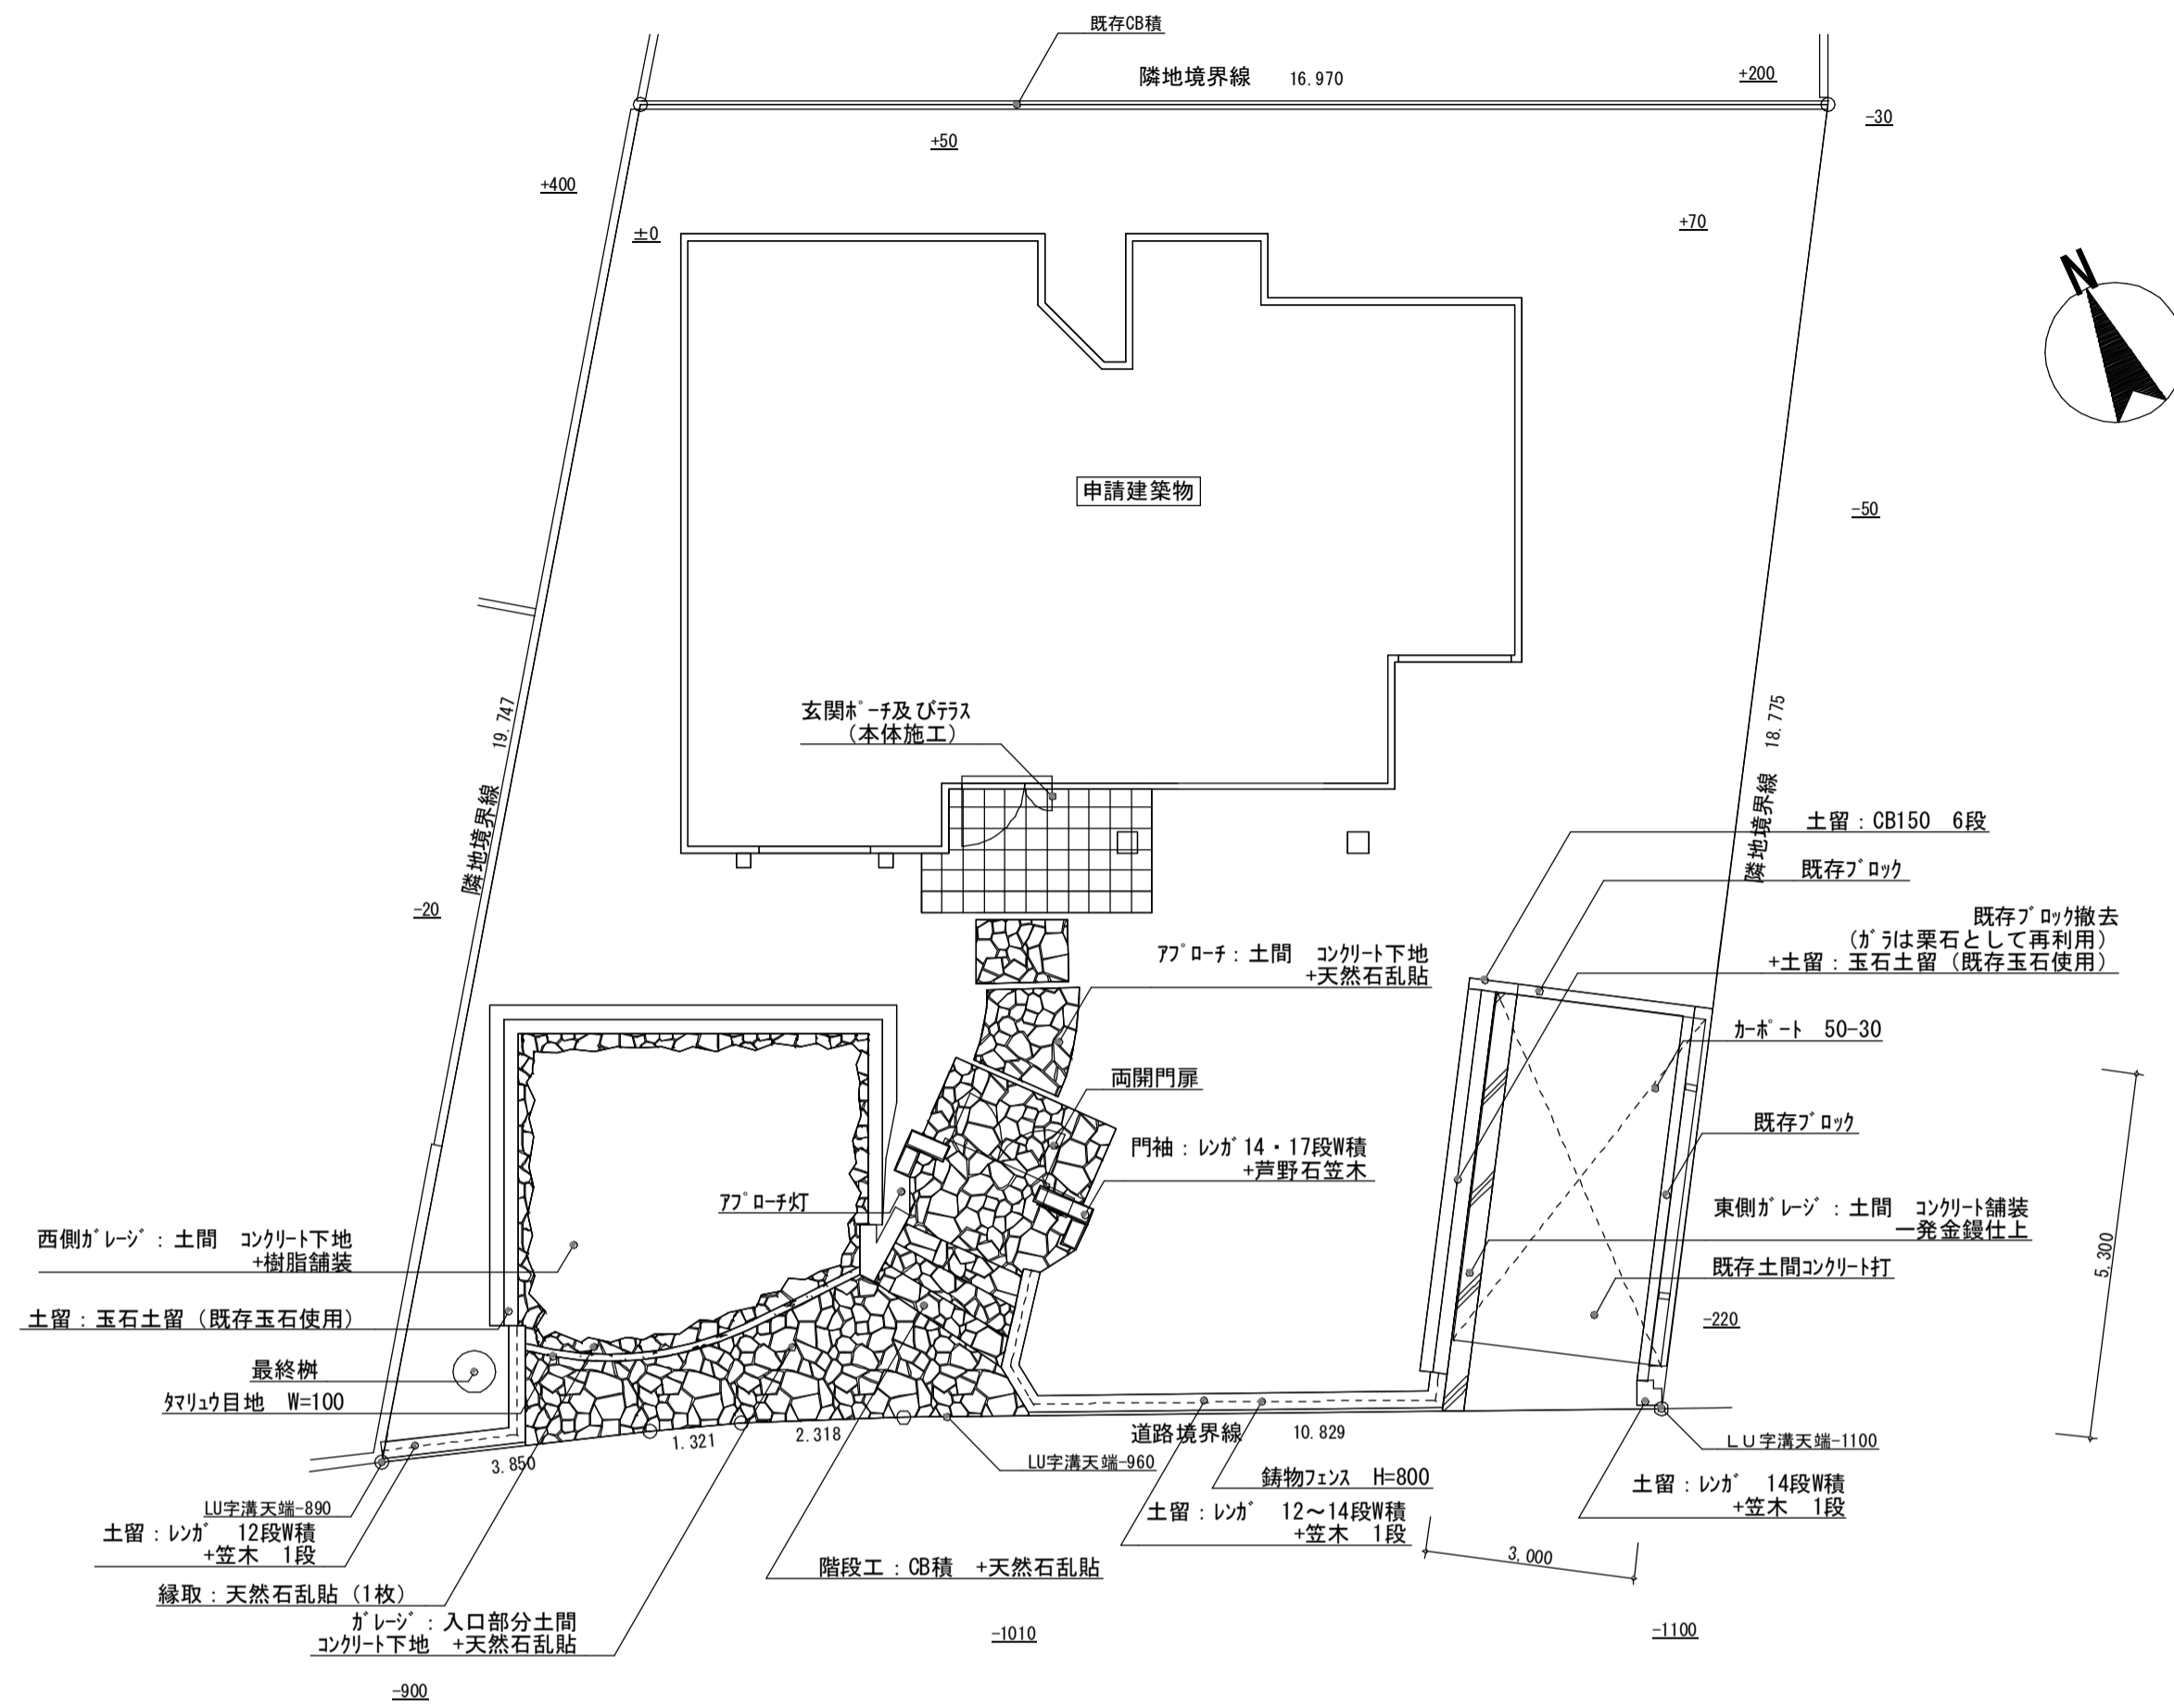 既存CB積
隣地境界線 16.970
+200
-30
+50
+400
±0
+70
N
申請建築物
-50
玄関ﾎﾟｰﾁ及びﾃﾗｽ
(本体施工)
隣地境界線 19.747
隣地境界線 18.775
-20
土留：CB150 6段
既存ﾌﾞﾛｯｸ
既存ﾌﾞﾛｯｸ撤去
(ｶﾞﾗは栗石として再利用)
+土留：玉石土留（既存玉石使用）
ｱﾌﾟﾛｰﾁ：土間 ｺﾝｸﾘｰﾄ下地
+天然石乱貼
ｶｰﾎﾟｰﾄ 50-30
両開門扉
既存ﾌﾞﾛｯｸ
門袖：ﾚﾝｶﾞ14・17段W積
+芦野石笠木
ｱﾌﾟﾛｰﾁ灯
東側ｶﾞﾚｰｼﾞ：土間 ｺﾝｸﾘｰﾄ舗装
一発金鏝仕上
5,300
西側ｶﾞﾚｰｼﾞ：土間 ｺﾝｸﾘｰﾄ下地
+樹脂舗装
既存土間ｺﾝｸﾘｰﾄ打
-220
土留：玉石土留（既存玉石使用）
最終桝
ﾀﾏﾘｭｳ目地 W=100
道路境界線 10.829
1.321
2.318
3.850
LU字溝天端-960
ＬＵ字溝天端-1100
鋳物ﾌｪﾝｽ H=800
土留：ﾚﾝｶﾞ 14段W積
+笠木 1段
LU字溝天端-890
土留：ﾚﾝｶﾞ 12段W積
+笠木 1段
土留：ﾚﾝｶﾞ 12～14段W積
+笠木 1段
3,000
階段工：CB積 +天然石乱貼
縁取：天然石乱貼（1枚）
ｶﾞﾚｰｼﾞ：入口部分土間
ｺﾝｸﾘｰﾄ下地 +天然石乱貼
-1010
-1100
-900